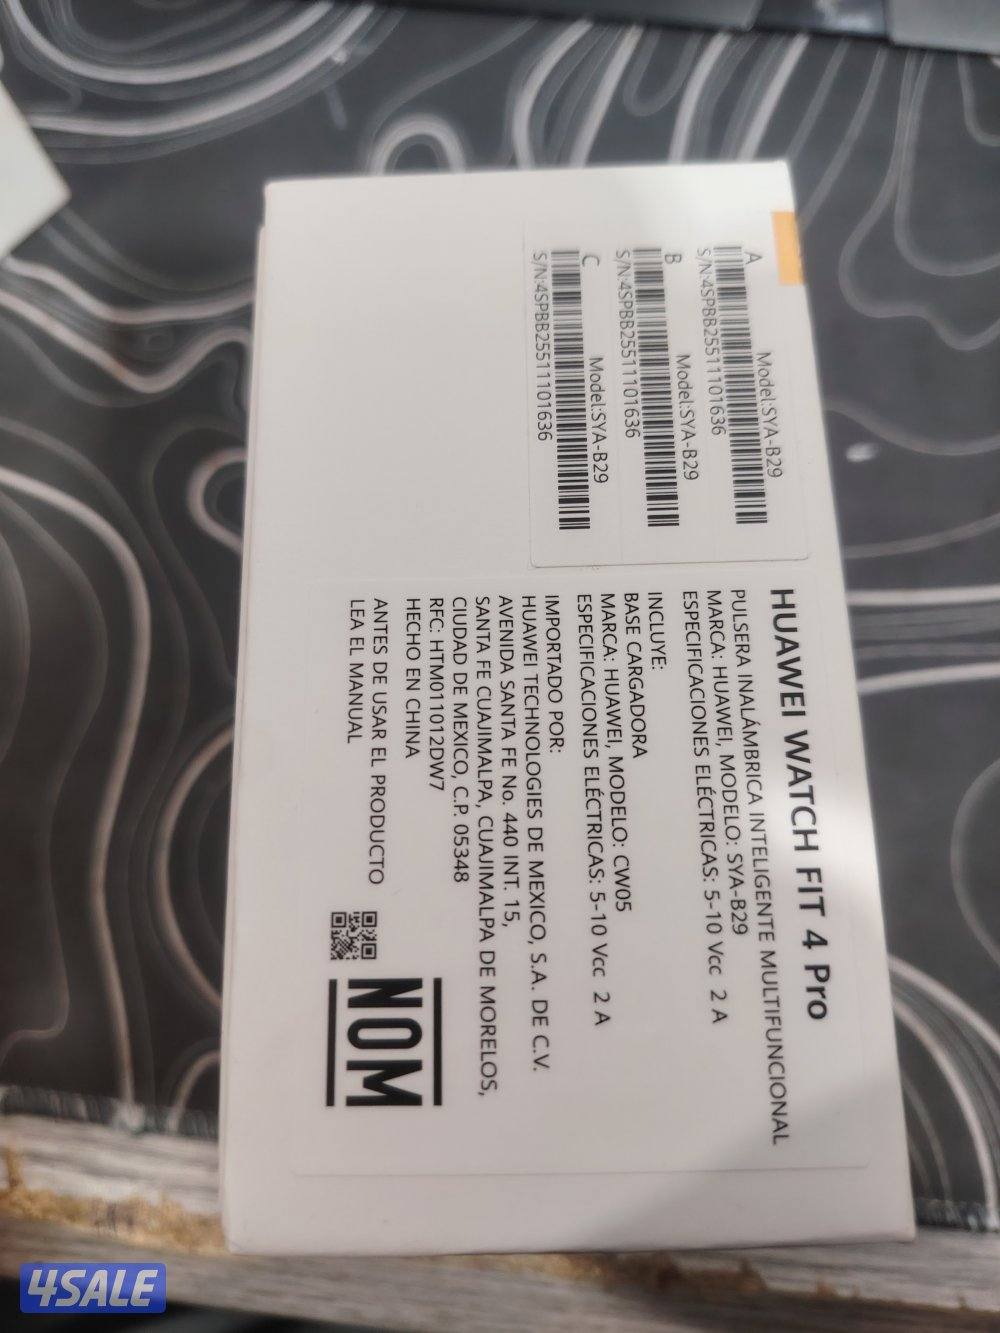 A
Model:SYA-B29
S/N:4SPBB25511101636
B
Model:SYA-B29
S/N:4SPBB25511101636
C
Model:SYA-B29
S/N:4SPBB25511101636
HUAWEI WATCH FIT 4 Pro
PULSERA INALÁMBRICA INTELIGENTE MULTIFUNCIONAL
MARCA: HUAWEI, MODELO: SYA-B29
ESPECIFICACIONES ELÉCTRICAS: 5-10 Vcc 2 A
INCLUYE:
BASE CARGADORA
MARCA: HUAWEI, MODELO: CW05
ESPECIFICACIONES ELÉCTRICAS: 5-10 Vcc 2 A
IMPORTADO POR:
HUAWEI TECHNOLOGIES DE MEXICO, S.A. DE C.V.
AVENIDA SANTA FE No. 440 INT. 15,
SANTA FE CUAJIMALPA, CUAJIMALPA DE MORELOS,
CIUDAD DE MEXICO, C.P. 05348
RFC: HTM011012DW7
HECHO EN CHINA
ANTES DE USAR EL PRODUCTO
LEA EL MANUAL
NOM
4SALE